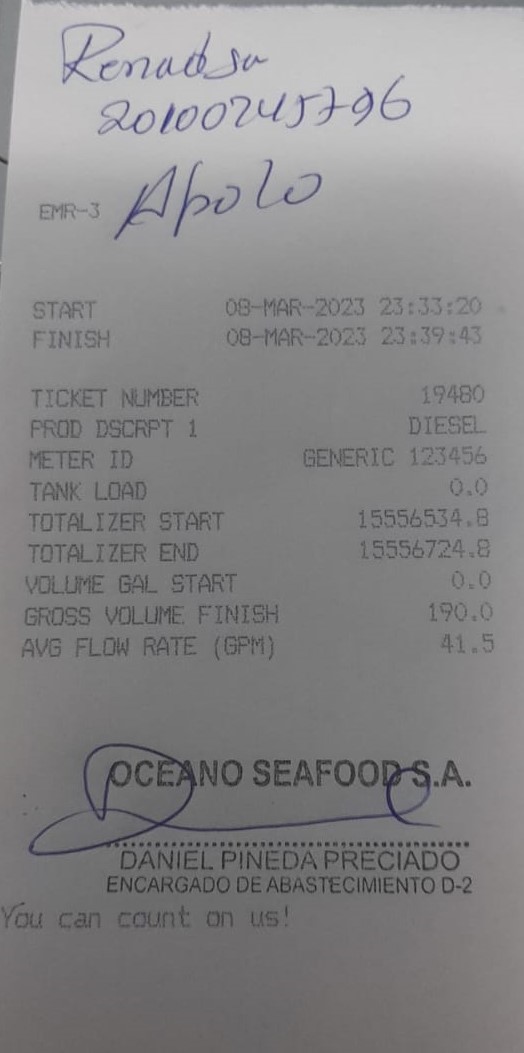 Renadsa
20100245796
Apolo
EMR-3
START 08-MAR-2023 23:33:20
FINISH 08-MAR-2023 23:39:43
TICKET NUMBER 19480
PROD DSCRPT 1 DIESEL
METER ID GENERIC 123456
TANK LOAD 0.0
TOTALIZER START 15556534.8
TOTALIZER END 15556724.8
VOLUME GAL START 0.0
GROSS VOLUME FINISH 190.0
AVG FLOW RATE (GPM) 41.5
OCEANO SEAFOOD S.A.
DANIEL PINEDA PRECIADO
ENCARGADO DE ABASTECIMIENTO D-2
You can count on us!